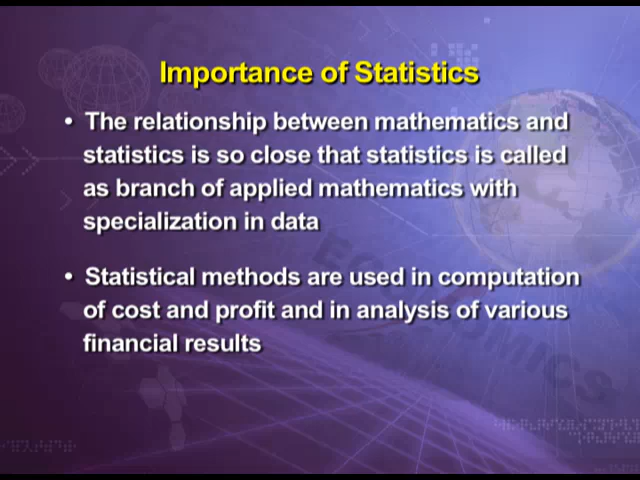 Importance of Statistics
• The relationship between mathematics and
statistics is so close that statistics is called
as branch of applied mathematics with
specialization in data
• Statistical methods are used in computation
of cost and profit and in analysis of various
financial results
ECONOMICS